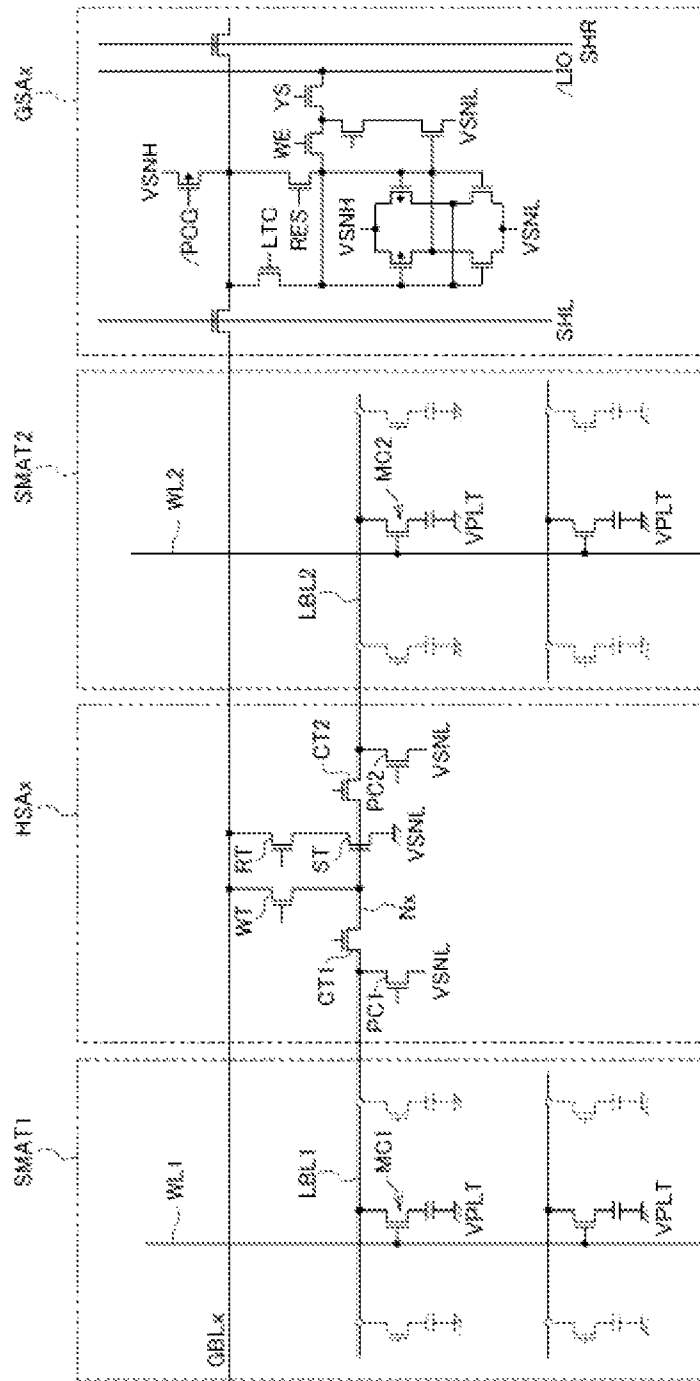 SMAT1
HSAx
SMAT2
GSAx
GBLx
WL1
LBL1
MC1
VPLT
VPLT
WT
RT
ST
VSNL
CT1
Nx
CT2
PC1
VSNL
PC2
VSNL
WL2
LBL2
MC2
VPLT
VPLT
VSNH
/PCG
LTC
RES
WE
YS
VSNH
VSNL
VSNL
SHL
/LIO
SHR